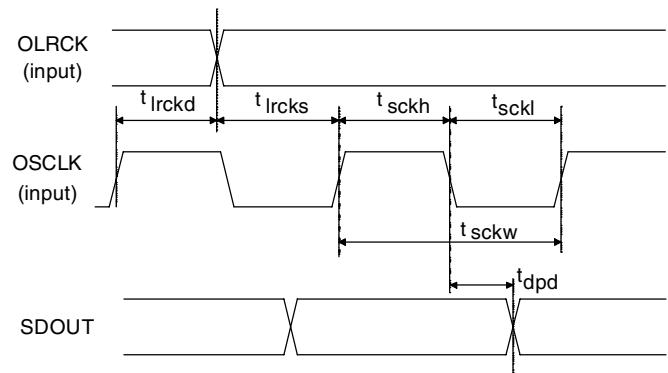 OLRCK
(input)
t lrckd
t lrcks
t sckh
t sckl
OSCLK
(input)
t sckw
t dpd
SDOUT